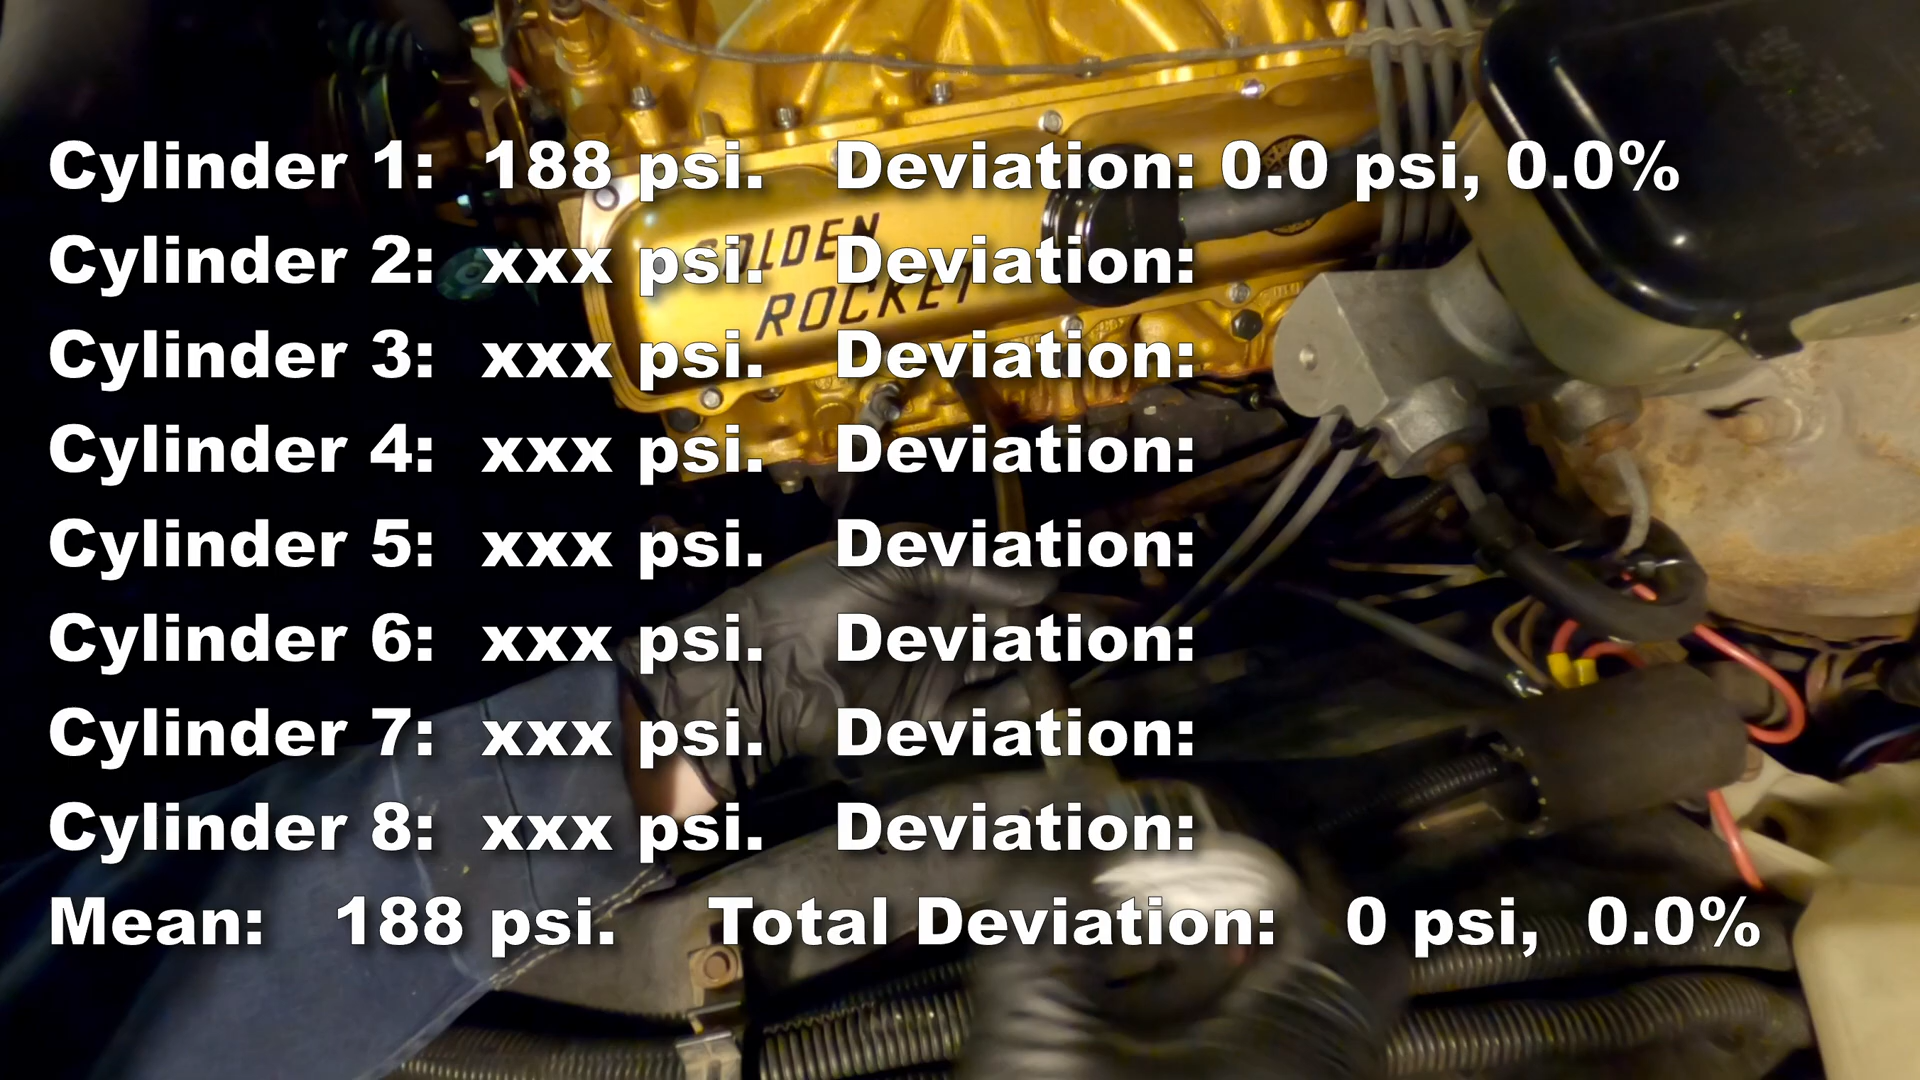 Cylinder 1: 188 psi. Deviation: 0.0 psi, 0.0%
Cylinder 2: xxx psi. Deviation:
Cylinder 3: xxx psi. Deviation:
Cylinder 4: xxx psi. Deviation:
Cylinder 5: xxx psi. Deviation:
Cylinder 6: xxx psi. Deviation:
Cylinder 7: xxx psi. Deviation:
Cylinder 8: xxx psi. Deviation:
Mean: 188 psi. Total Deviation: 0 psi, 0.0%
GOLDEN
ROCKET